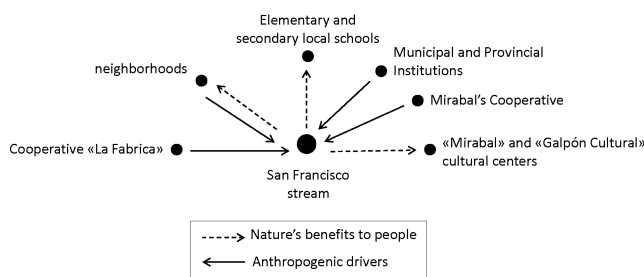 Elementary and
secondary local schools
Municipal and Provincial
Institutions
neighborhoods
Mirabal's Cooperative
Cooperative «La Fabrica»
«Mirabal» and «Galpón Cultural»
cultural centers
San Francisco
stream
Nature's benefits to people
Anthropogenic drivers